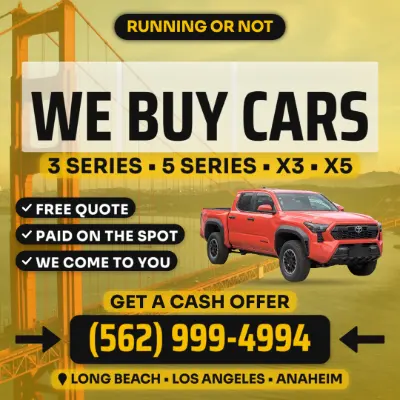 RUNNING OR NOT
WE BUY CARS
3 SERIES • 5 SERIES • X3 • X5
FREE QUOTE
PAID ON THE SPOT
WE COME TO YOU
GET A CASH OFFER
(562) 999-4994
LONG BEACH • LOS ANGELES • ANAHEIM